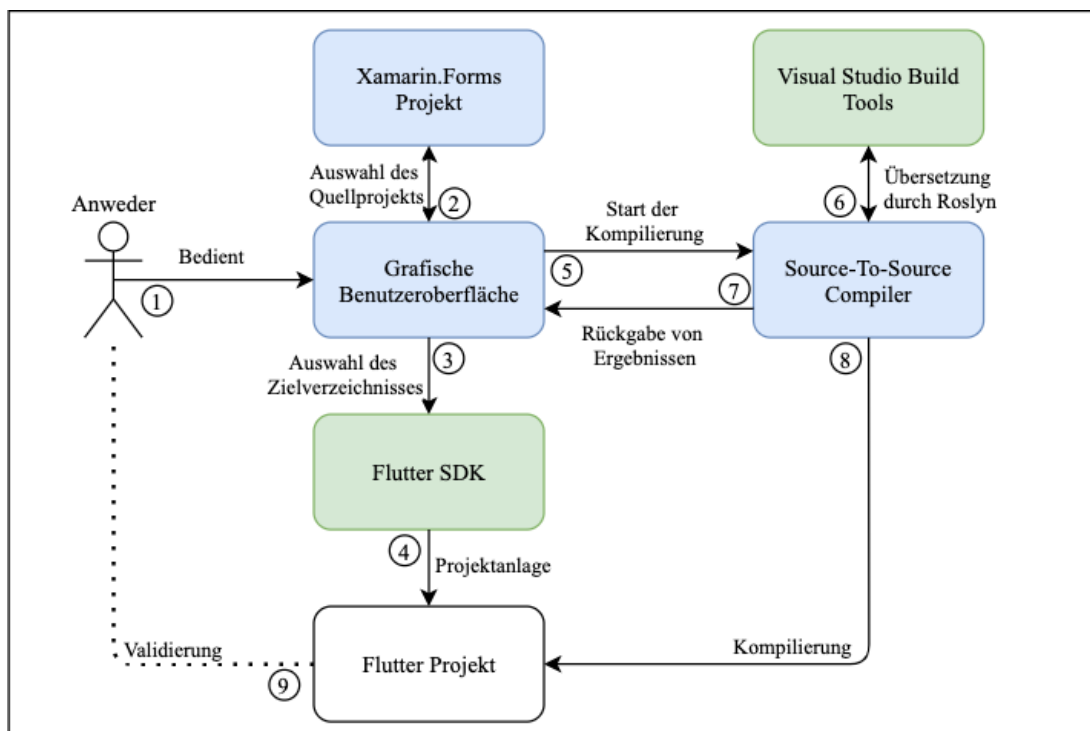 Xamarin.Forms
Projekt
Visual Studio Build
Tools
Auswahl des
Quellprojekts
2
6
Übersetzung
durch Roslyn
Anweder
Bedient
1
Grafische
Benutzeroberfläche
Start der
Kompilierung
5
7
Rückgabe von
Ergebnissen
Source-To-Source
Compiler
Auswahl des
Zielverzeichnisses
3
8
Flutter SDK
4
Projektanlage
Validierung
9
Flutter Projekt
Kompilierung